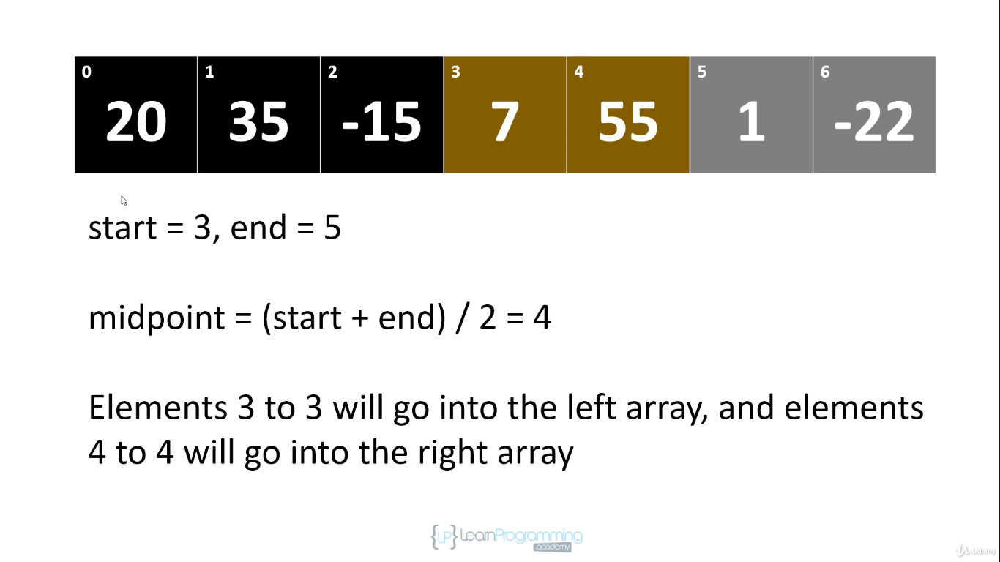 0 1 2 3 4 5 6
20 35 -15 7 55 1 -22
start = 3, end = 5
midpoint = (start + end) / 2 = 4
Elements 3 to 3 will go into the left array, and elements
4 to 4 will go into the right array
{LP} LearnProgramming
.academy
Udemy